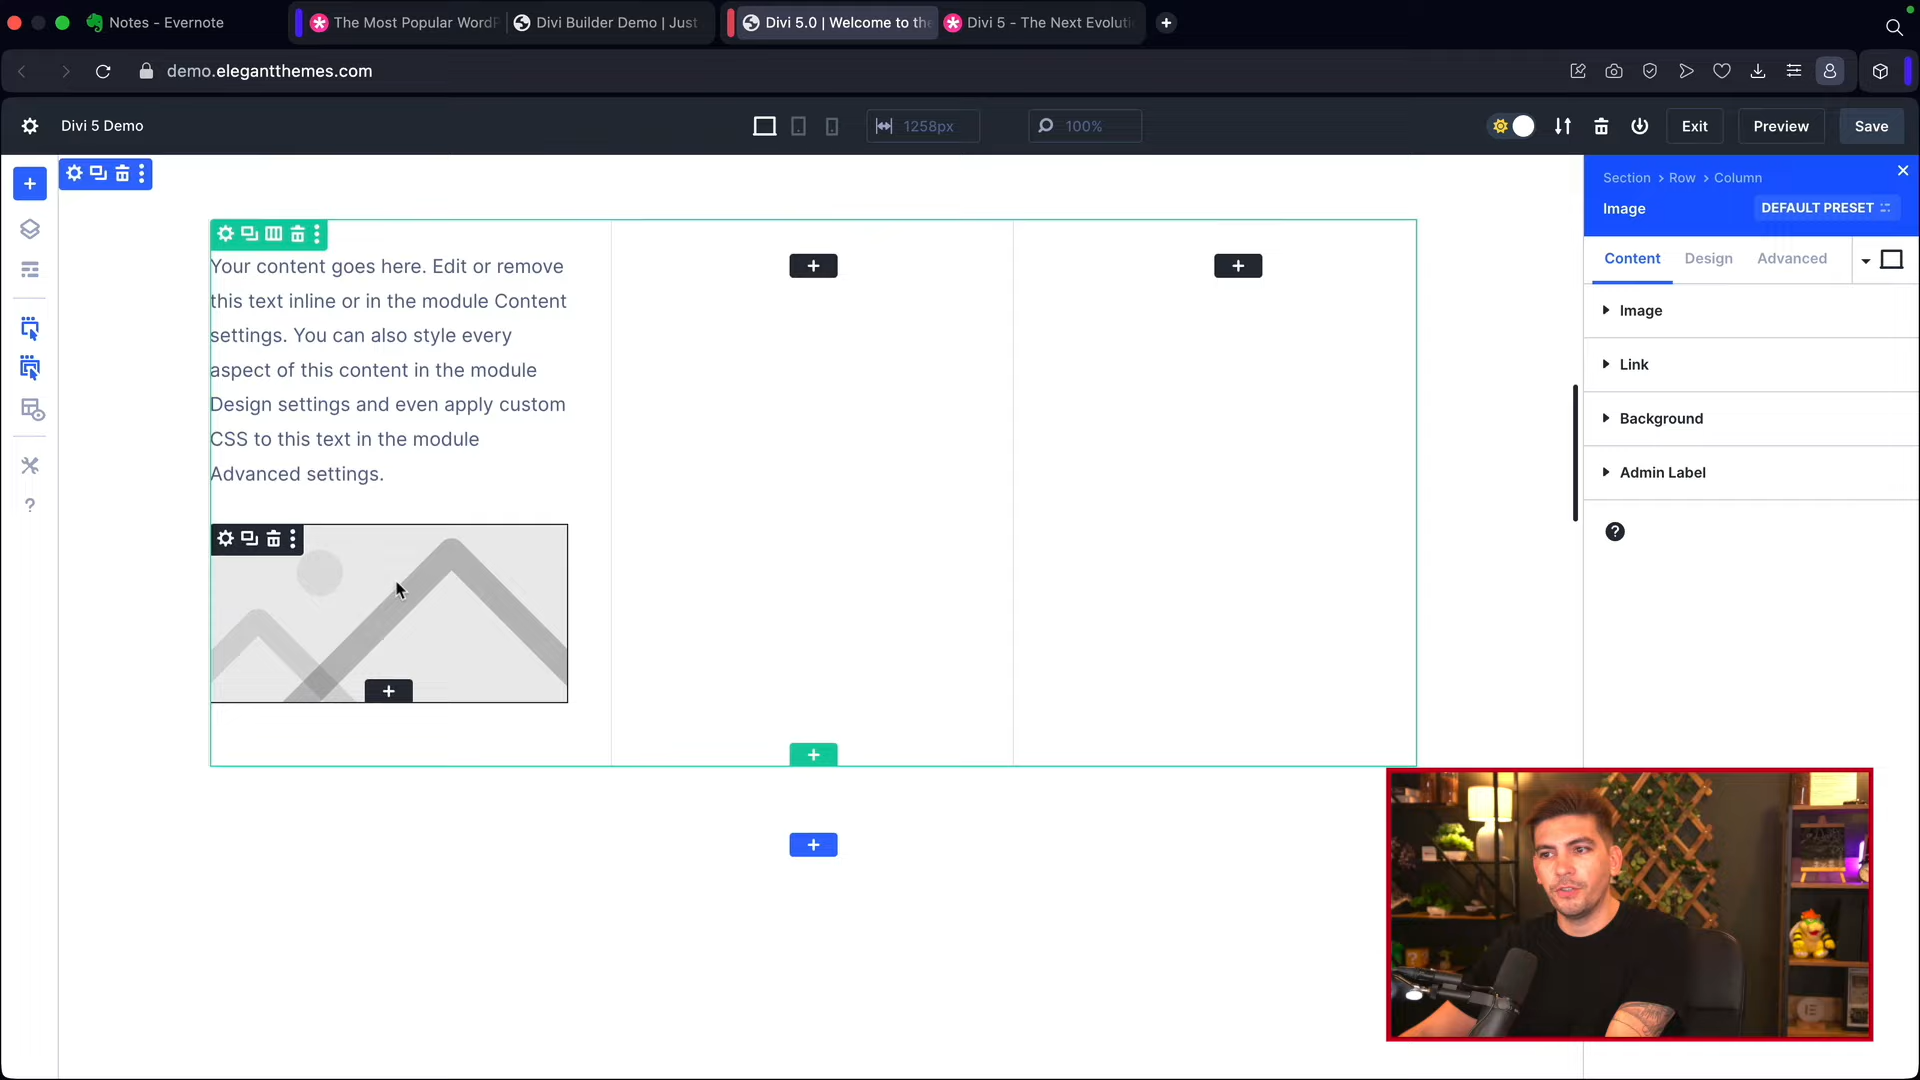 Notes - Evernote
The Most Popular WordP
Divi Builder Demo | Just
Divi 5.0 | Welcome to the
Divi 5 - The Next Evoluti
demo.elegantthemes.com
Divi 5 Demo
1258px
100%
Exit
Preview
Save
Section > Row > Column
Image
DEFAULT PRESET
Content
Design
Advanced
Image
Link
Background
Admin Label
Your content goes here. Edit or remove
this text inline or in the module Content
settings. You can also style every
aspect of this content in the module
Design settings and even apply custom
CSS to this text in the module
Advanced settings.